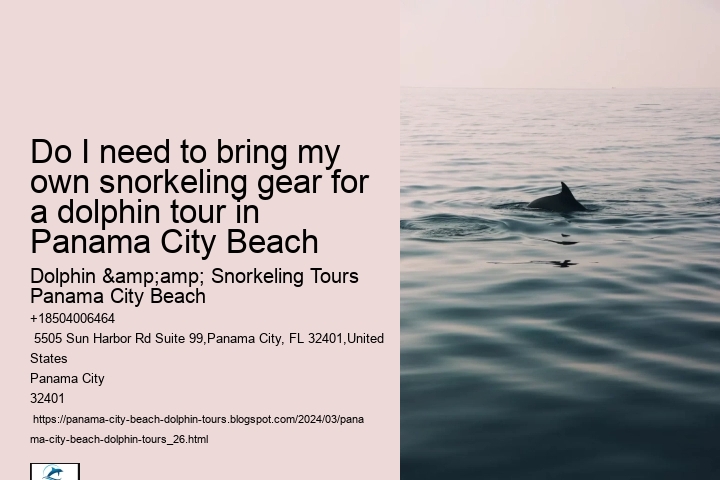 Do I need to bring my
own snorkeling gear for
a dolphin tour in
Panama City Beach
Dolphin &amp;amp; Snorkeling Tours
Panama City Beach
+18504006464
5505 Sun Harbor Rd Suite 99,Panama City, FL 32401,United
States
Panama City
32401
https://panama-city-beach-dolphin-tours.blogspot.com/2024/03/pana
ma-city-beach-dolphin-tours_26.html